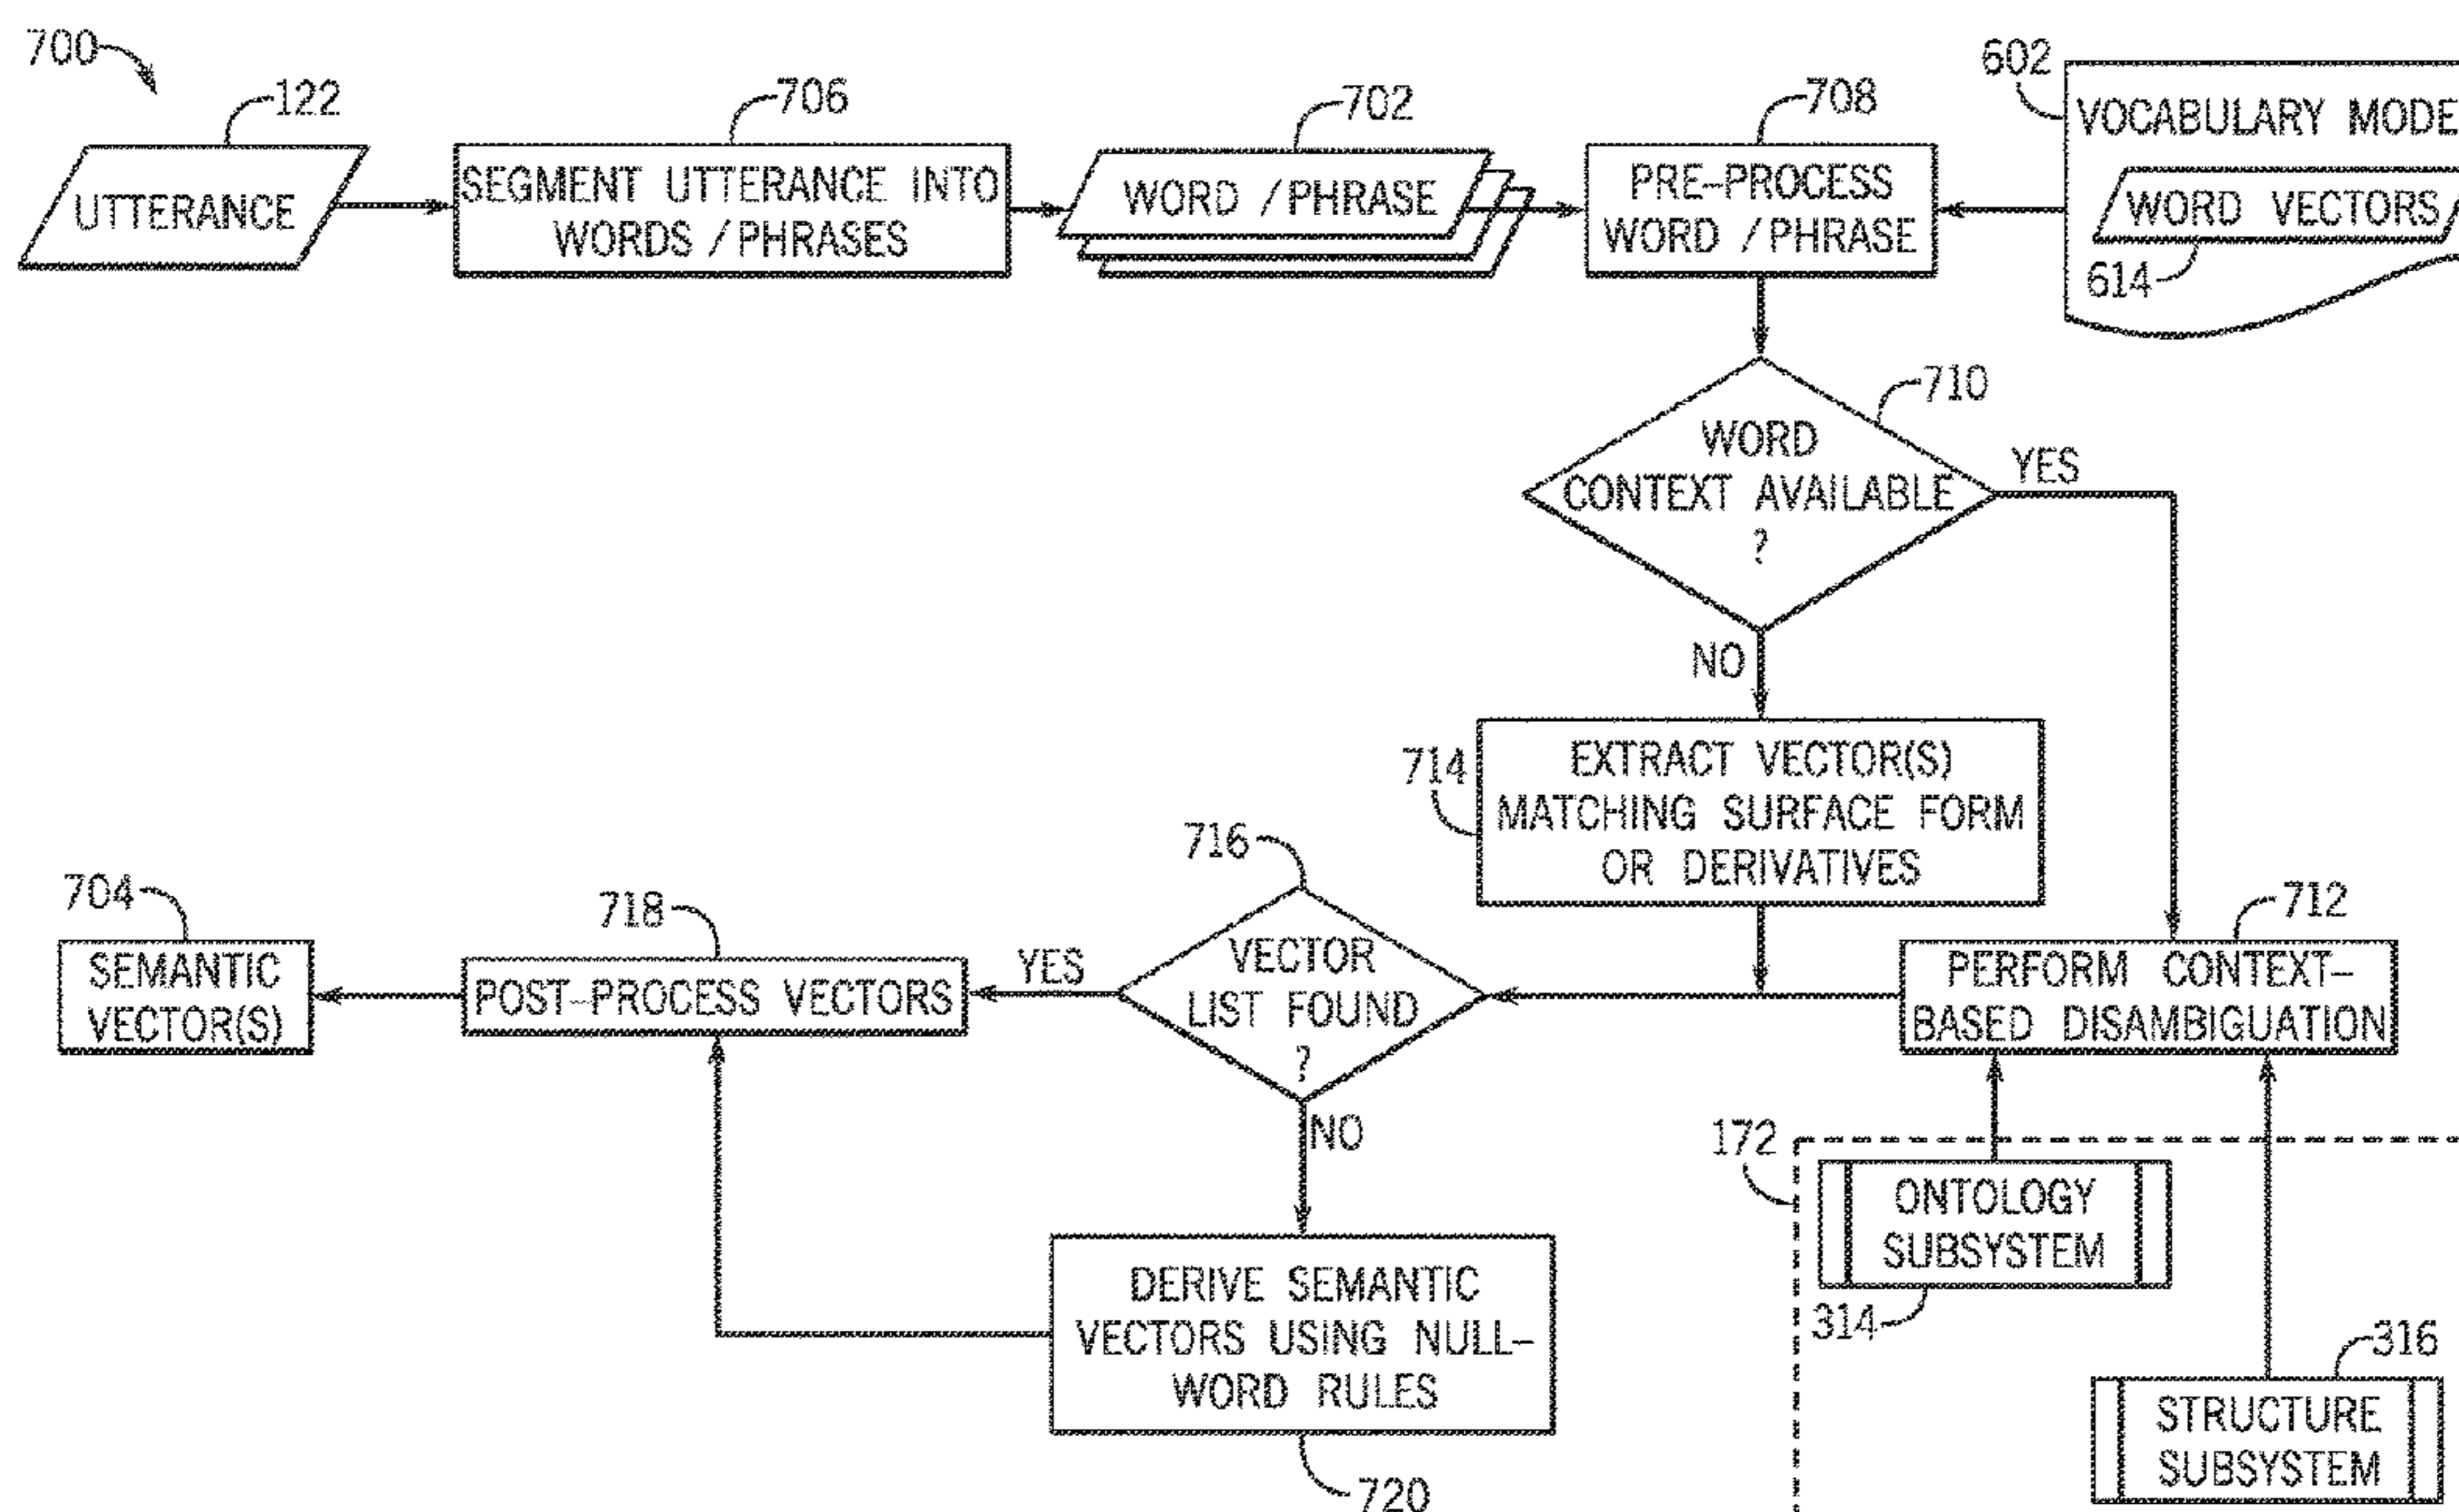 700
122
UTTERANCE
706
SEGMENT UTTERANCE INTO
WORDS / PHRASES
702
WORD / PHRASE
708
PRE-PROCESS
WORD / PHRASE
602
VOCABULARY MODE
WORD VECTORS
614
710
WORD
CONTEXT AVAILABLE
?
YES
NO
714
EXTRACT VECTOR(S)
MATCHING SURFACE FORM
OR DERIVATIVES
712
PERFORM CONTEXT-
BASED DISAMBIGUATION
716
VECTOR
LIST FOUND
?
YES
NO
718
POST-PROCESS VECTORS
704
SEMANTIC
VECTOR(S)
DERIVE SEMANTIC
VECTORS USING NULL-
WORD RULES
720
172
ONTOLOGY
SUBSYSTEM
314
316
STRUCTURE
SUBSYSTEM